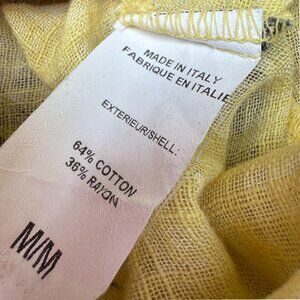 MADE IN ITALY
FABRIQUE EN ITALIE
EXTERIEUR/SHELL:
64% COTTON
36% RAYON
M/M